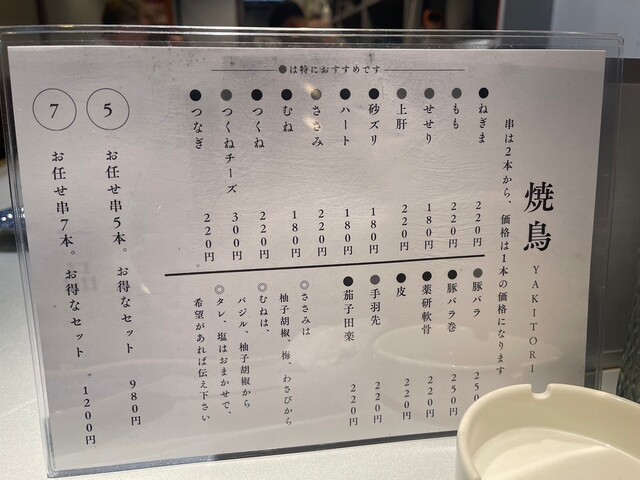 ●は特におすすめです
焼鳥 YAKITORI
串は2本から、価格は1本の価格になります
●ねぎま 220円
●もも 220円
●せせり 180円
●上肝 220円
●砂ズリ 180円
●ハート 180円
●ささみ 220円
●むね 180円
●つくね 220円
●つくねチーズ 300円
●つなぎ 220円
●豚バラ 250
●豚バラ巻 250円
●薬研軟骨 220円
●皮 220円
●手羽先 220円
●茄子田楽 220円
◎ささみは
柚子胡椒、梅、わさびから
◎むねは、
バジル、柚子胡椒から
◎タレ、塩はおまかせで、
希望があれば伝え下さい
5 お任せ串5本。お得なセット 980円
7 お任せ串7本。お得なセット 1200円